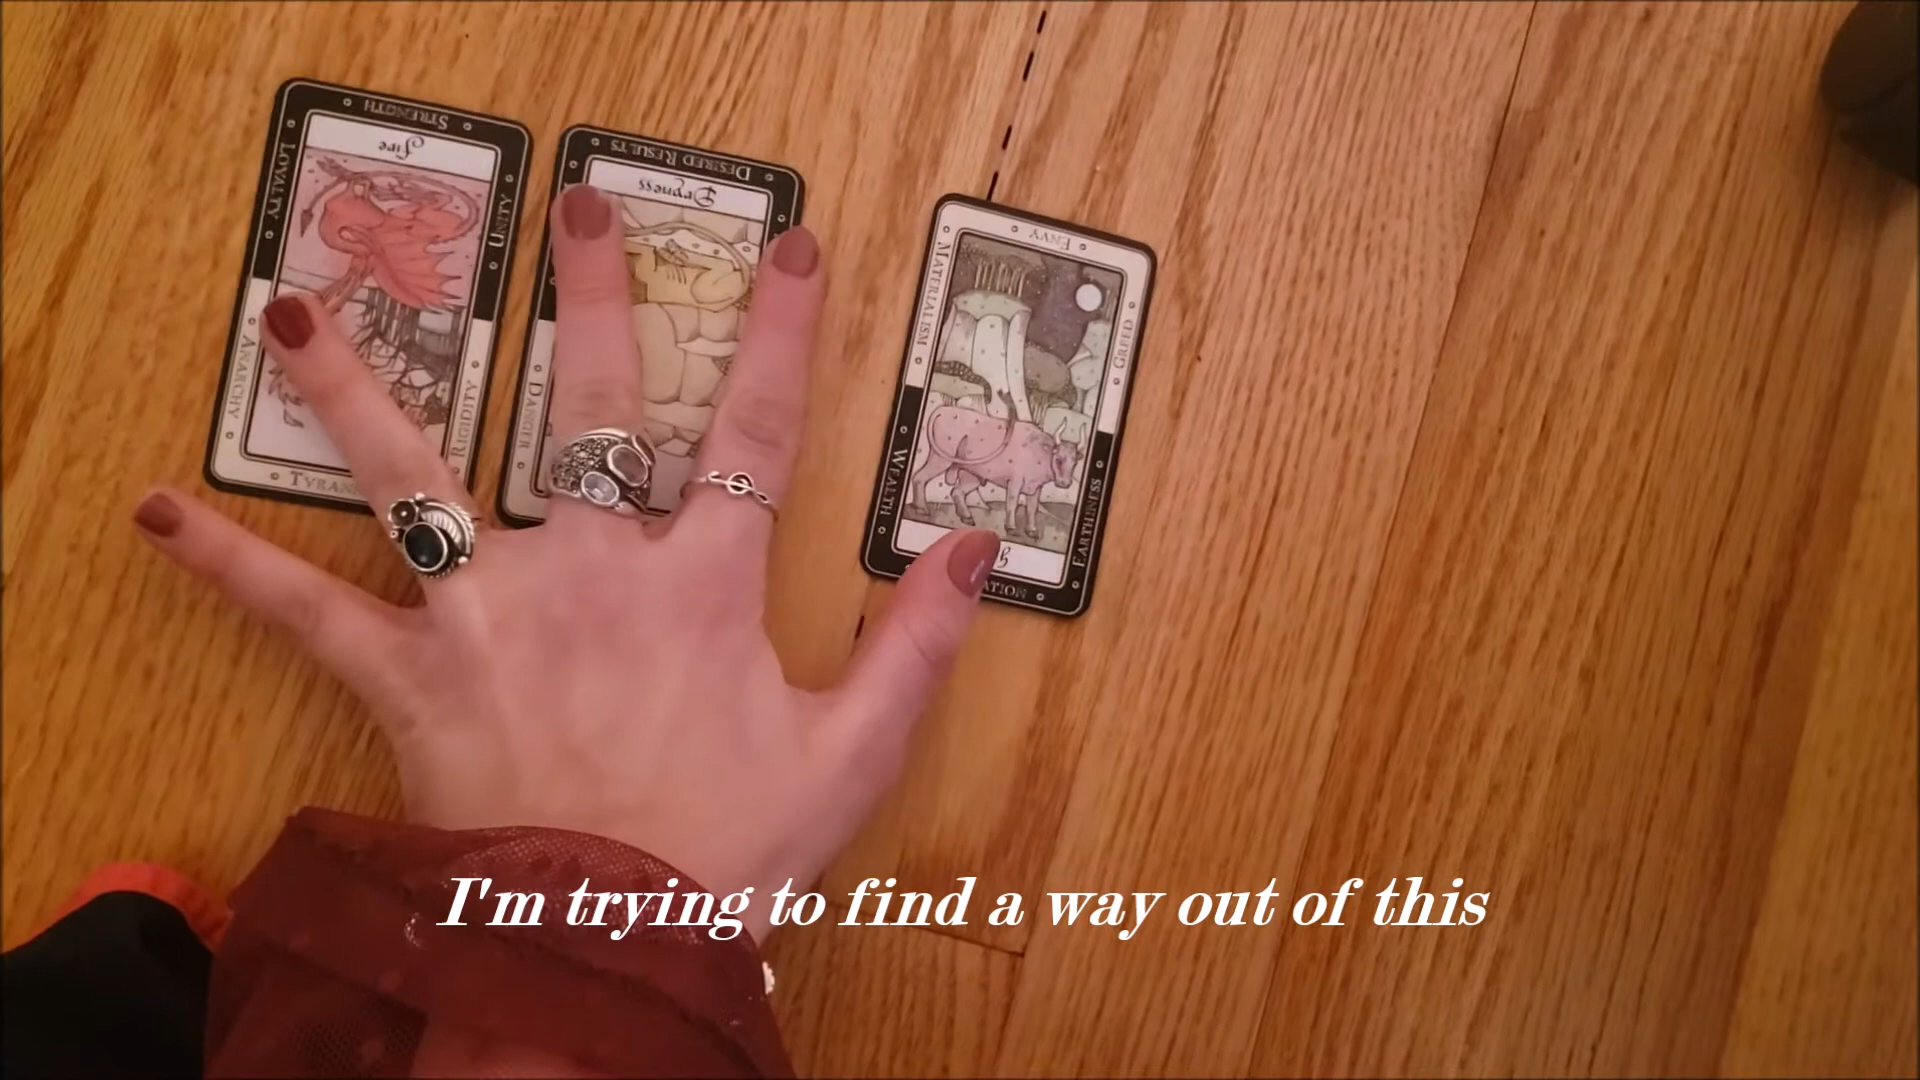 STRENGTH
Fire
LOYALTY
UNITY
ANARCHY
RIGIDITY
DESIRED RESULTS
Dryness
DANGER
ENVY
MATERIALISM
GREED
WEALTH
EARTHINESS
I'm trying to find a way out of this